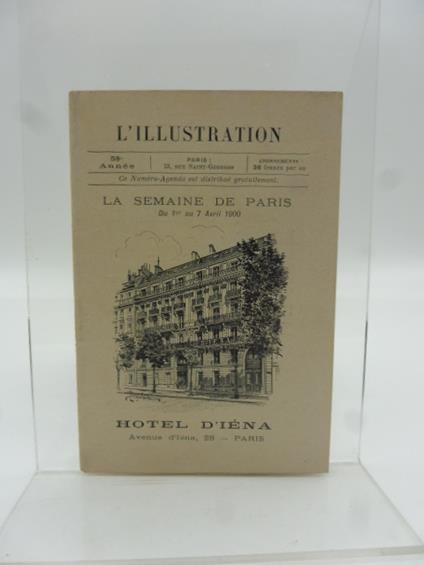 L'ILLUSTRATION
58e Année
PARIS :
13, rue Saint-Georges
ABONNEMENTS
36 francs par an
Ce Numéro-Agenda est distribué gratuitement.
LA SEMAINE DE PARIS
Du 1er au 7 Avril 1900
HOTEL D'IÉNA
Avenue d'Iéna, 28 — PARIS